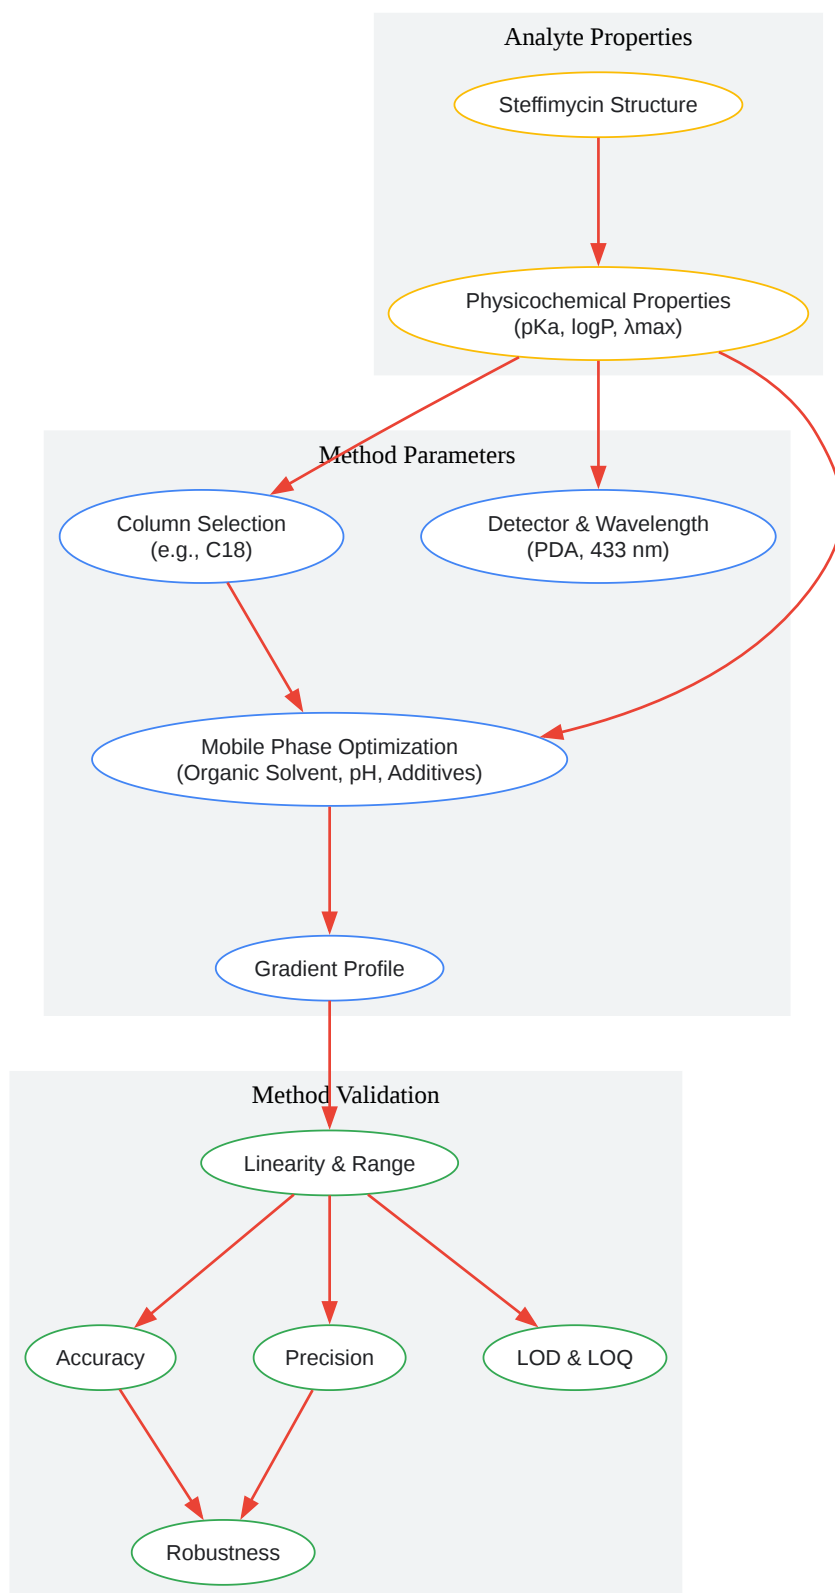 Analyte Properties
Steffimycin Structure
Physicochemical Properties
(pKa, logP, λmax)
Method Parameters
Column Selection
(e.g., C18)
Detector & Wavelength
(PDA, 433 nm)
Mobile Phase Optimization
(Organic Solvent, pH, Additives)
Gradient Profile
Method Validation
Linearity & Range
Accuracy
Precision
LOD & LOQ
Robustness